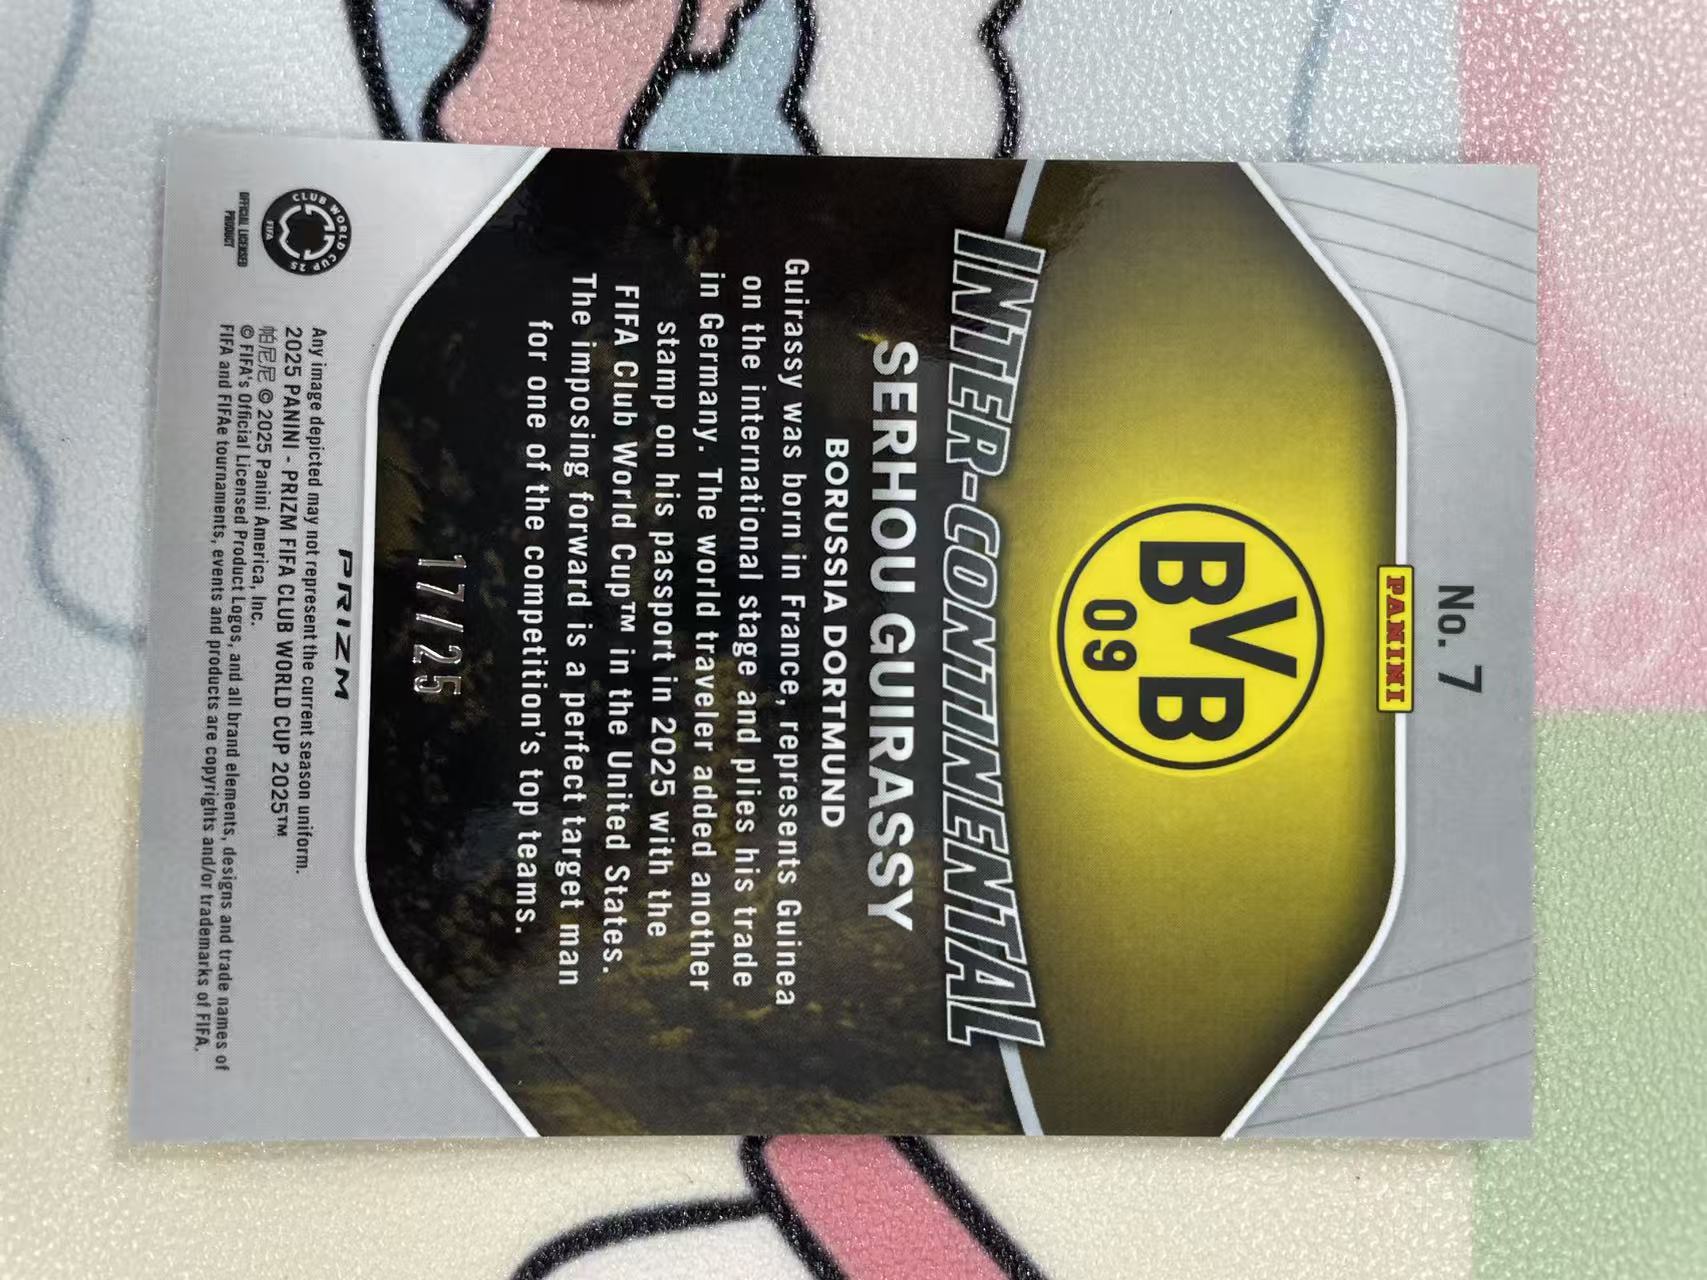 No. 7
PANINI
BVB
09
INTER-CONTINENTAL
SERHOU GUIRASSY
BORUSSIA DORTMUND
Guirassy was born in France, represents Guinea
on the international stage and plies his trade
in Germany. The world traveler added another
stamp on his passport in 2025 with the
FIFA Club World Cup™ in the United States.
The imposing forward is a perfect target man
for one of the competition's top teams.
17/25
PRIZM
CLUB WORLD CUP 25
FIFA
OFFICIAL LICENSED
PRODUCT
Any image depicted may not represent the current season uniform.
2025 PANINI - PRIZM FIFA CLUB WORLD CUP 2025™
帕尼尼 © 2025 Panini America, Inc.
© FIFA's Official Licensed Product Logos, and all brand elements, designs and trade names of
FIFA and FIFAe tournaments, events and products are copyrights and/or trademarks of FIFA.